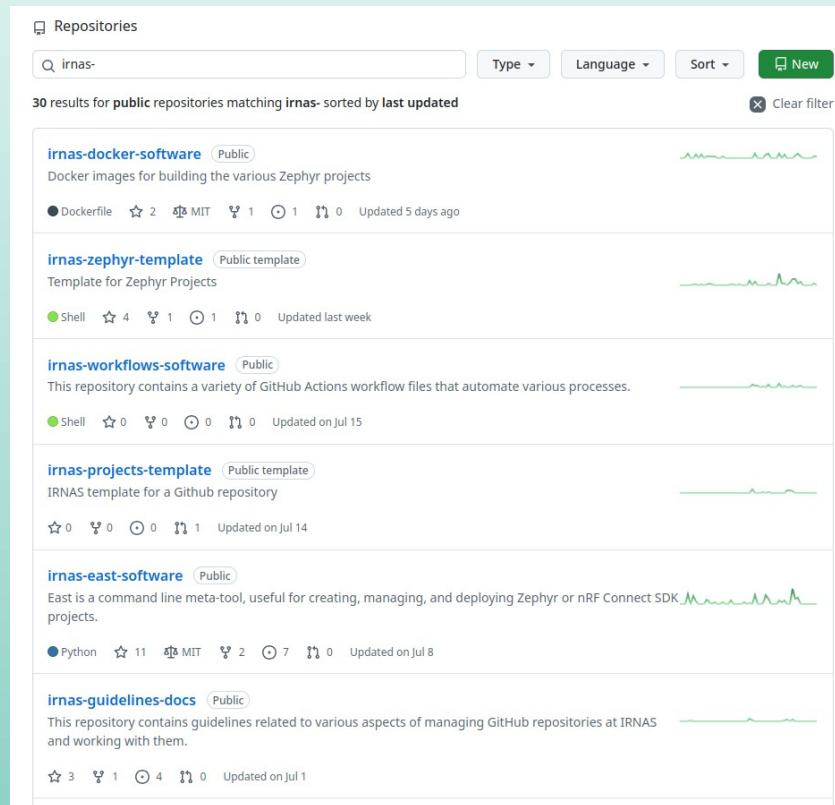 Repositories
irnas-
Type
Language
Sort
New
30 results for public repositories matching irnas- sorted by last updated
Clear filter
irnas-docker-software Public
Docker images for building the various Zephyr projects
Dockerfile 2 MIT 1 1 0 Updated 5 days ago
irnas-zephyr-template Public template
Template for Zephyr Projects
Shell 4 1 1 0 Updated last week
irnas-workflows-software Public
This repository contains a variety of GitHub Actions workflow files that automate various processes.
Shell 0 0 0 0 Updated on Jul 15
irnas-projects-template Public template
IRNAS template for a Github repository
0 0 0 1 Updated on Jul 14
irnas-east-software Public
East is a command line meta-tool, useful for creating, managing, and deploying Zephyr or nRF Connect SDK
projects.
Python 11 MIT 2 7 0 Updated on Jul 8
irnas-guidelines-docs Public
This repository contains guidelines related to various aspects of managing GitHub repositories at IRNAS
and working with them.
3 1 4 0 Updated on Jul 1